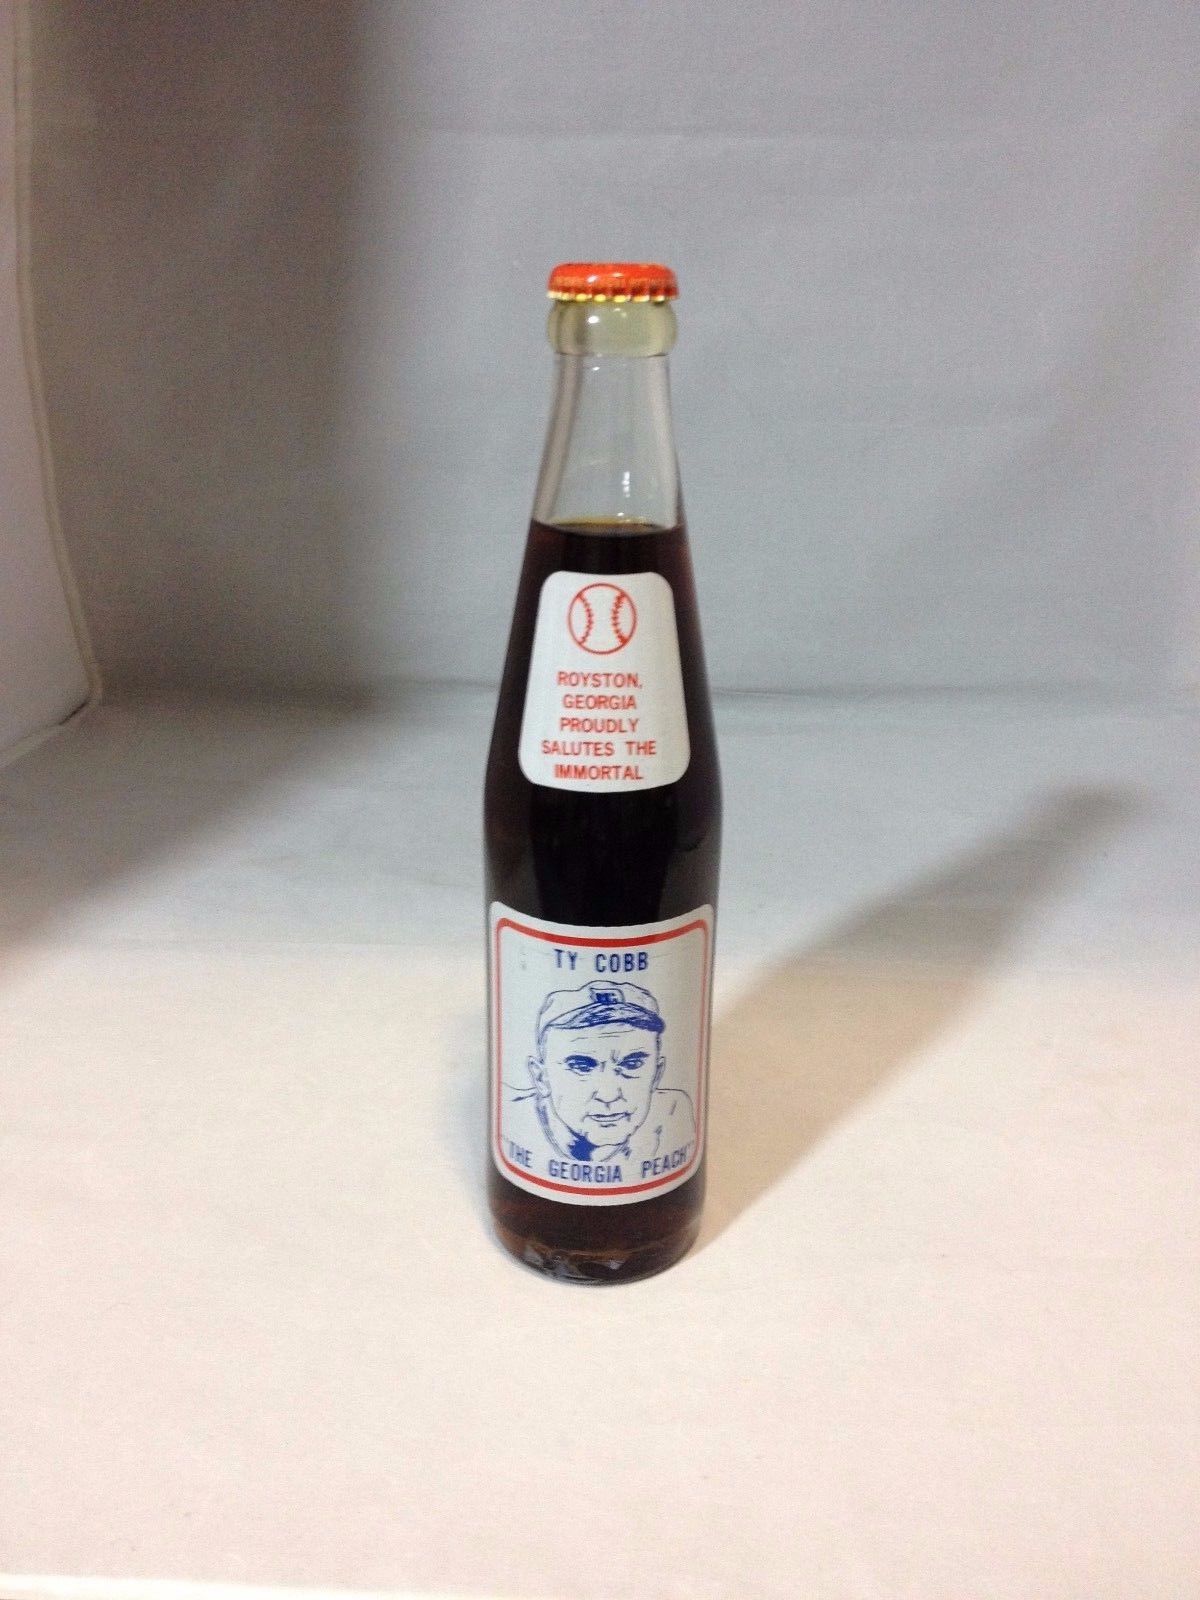 ROYSTON,
GEORGIA
PROUDLY
SALUTES THE
IMMORTAL
TY COBB
"THE GEORGIA PEACH"